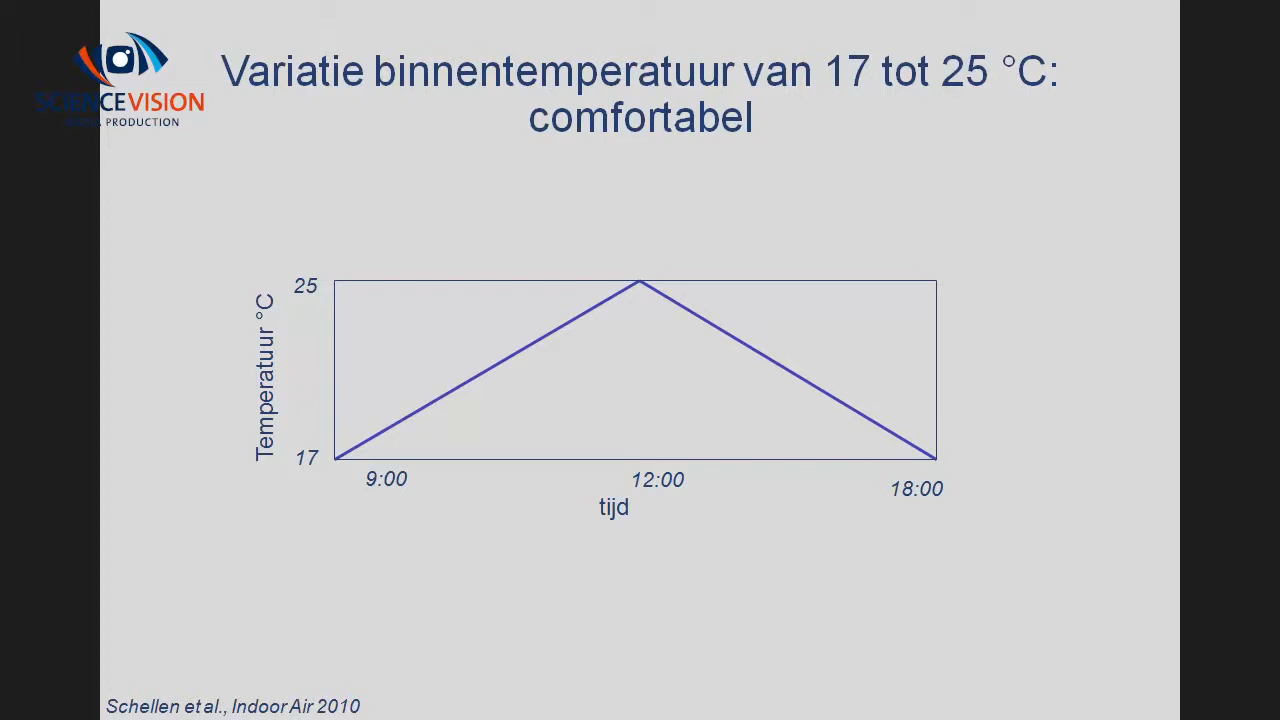 SCIENCEVISION
PRODUCTION
Variatie binnentemperatuur van 17 tot 25 °C:
comfortabel
25
Temperatuur °C
17
9:00
12:00
18:00
tijd
Schellen et al., Indoor Air 2010